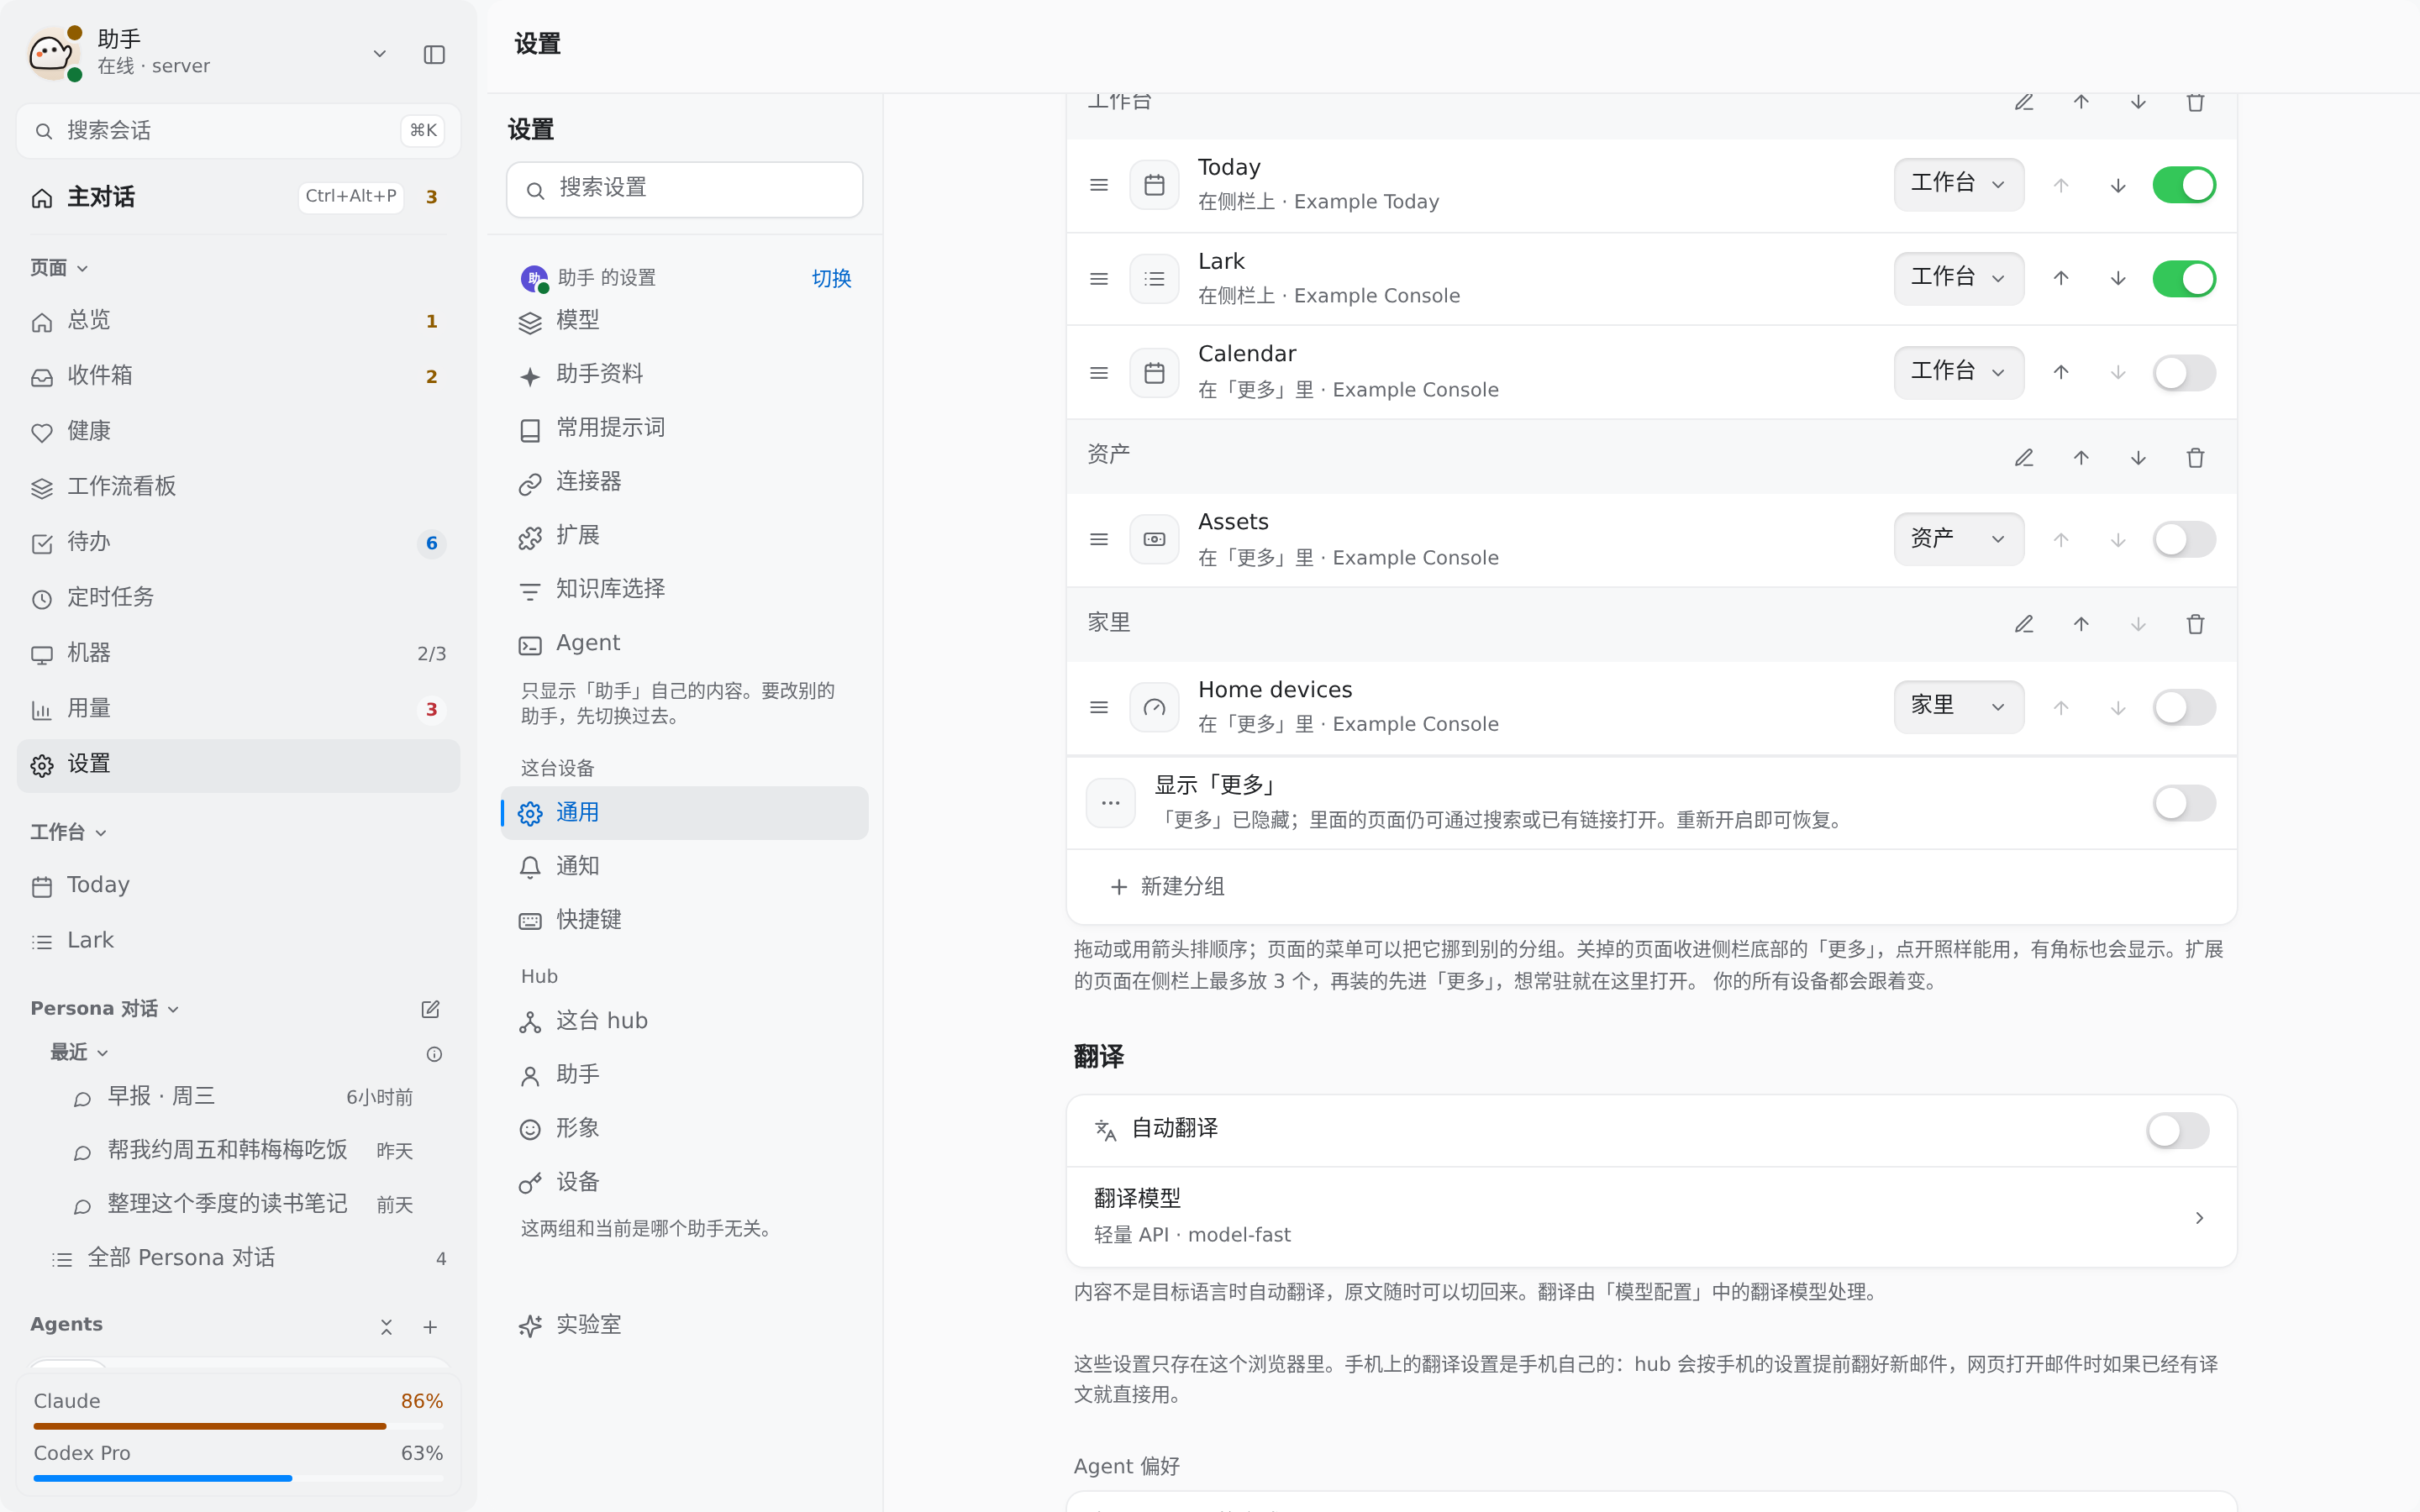 助手
在线 · server
搜索会话
⌘K
主对话
Ctrl+Alt+P
3
页面
总览
1
收件箱
2
健康
工作流看板
待办
6
定时任务
机器
2/3
用量
3
设置
工作台
Today
Lark
Persona 对话
最近
早报 · 周三
6小时前
帮我约周五和韩梅梅吃饭
昨天
整理这个季度的读书笔记
前天
全部 Persona 对话
4
Agents
Claude
86%
Codex Pro
63%
设置
设置
搜索设置
助
助手 的设置
切换
模型
助手资料
常用提示词
连接器
扩展
知识库选择
Agent
只显示「助手」自己的内容。要改别的
助手，先切换过去。
这台设备
通用
通知
快捷键
Hub
这台 hub
助手
形象
设备
这两组和当前是哪个助手无关。
实验室
工作台
Today
在侧栏上 · Example Today
工作台
Lark
在侧栏上 · Example Console
工作台
Calendar
在「更多」里 · Example Console
工作台
资产
Assets
在「更多」里 · Example Console
资产
家里
Home devices
在「更多」里 · Example Console
家里
显示「更多」
「更多」已隐藏；里面的页面仍可通过搜索或已有链接打开。重新开启即可恢复。
新建分组
拖动或用箭头排顺序；页面的菜单可以把它挪到别的分组。关掉的页面收进侧栏底部的「更多」，点开照样能用，有角标也会显示。扩展
的页面在侧栏上最多放 3 个，再装的先进「更多」，想常驻就在这里打开。 你的所有设备都会跟着变。
翻译
自动翻译
翻译模型
轻量 API · model-fast
内容不是目标语言时自动翻译，原文随时可以切回来。翻译由「模型配置」中的翻译模型处理。
这些设置只存在这个浏览器里。手机上的翻译设置是手机自己的：hub 会按手机的设置提前翻好新邮件，网页打开邮件时如果已经有译
文就直接用。
Agent 偏好